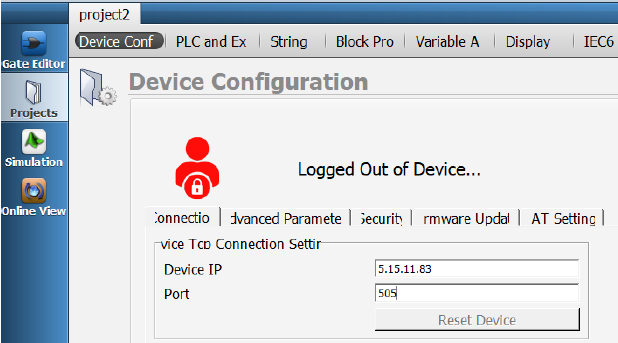 project2
Device Conf
PLC and Ex
String
Block Pro
Variable A
Display
IEC6
Gate Editor
Projects
Simulation
Online View
Device Configuration
Logged Out of Device...
Connectio
dvanced Paramete
Security
rmware Updat
AT Setting
vice Tcp Connection Settin
Device IP
5.15.11.83
Port
505
Reset Device